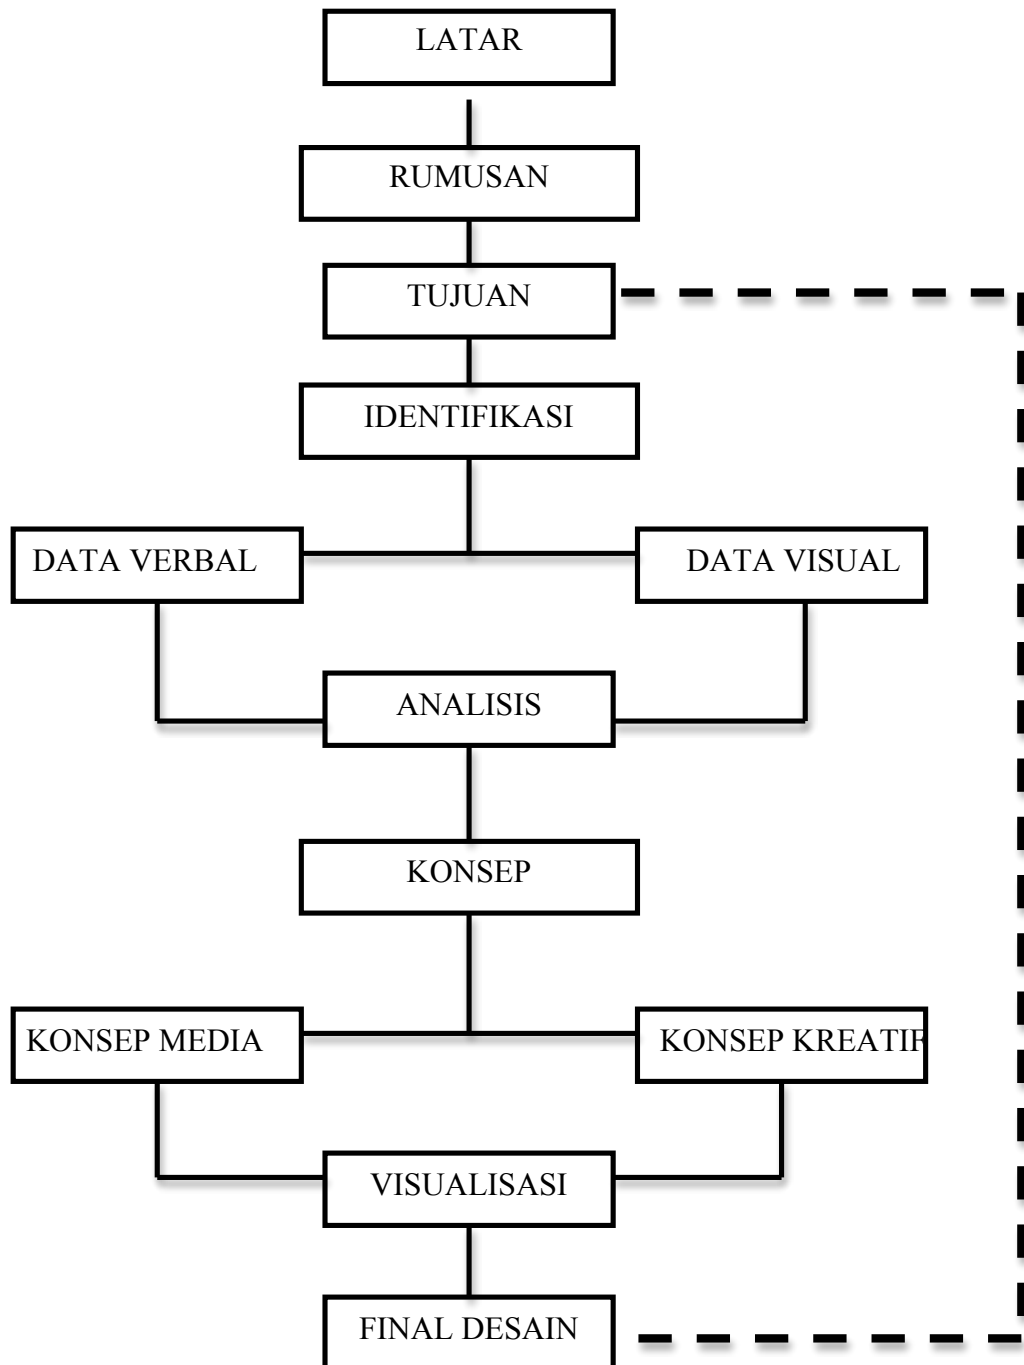 LATAR
RUMUSAN
TUJUAN
IDENTIFIKASI
DATA VERBAL
DATA VISUAL
ANALISIS
KONSEP
KONSEP MEDIA
KONSEP KREATIF
VISUALISASI
FINAL DESAIN